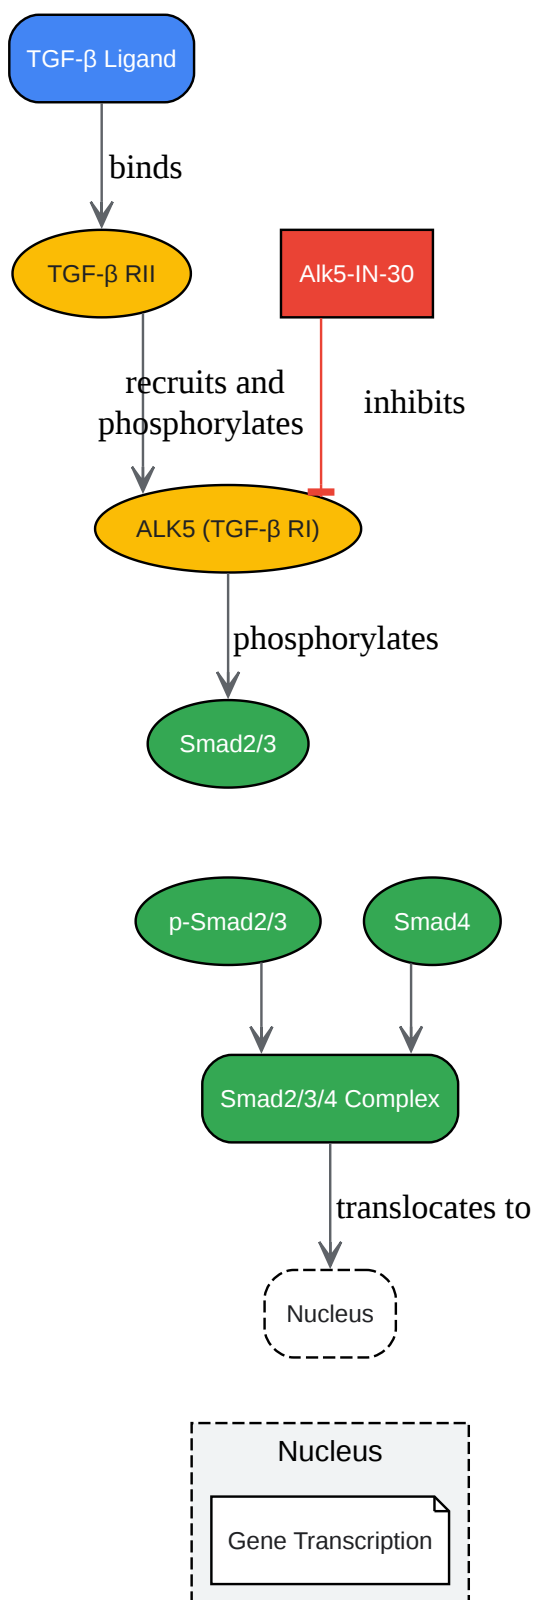 TGF-β Ligand
binds
TGF-β RII
Alk5-IN-30
recruits and
phosphorylates
inhibits
ALK5 (TGF-β RI)
phosphorylates
Smad2/3
p-Smad2/3
Smad4
Smad2/3/4 Complex
translocates to
Nucleus
Nucleus
Gene Transcription